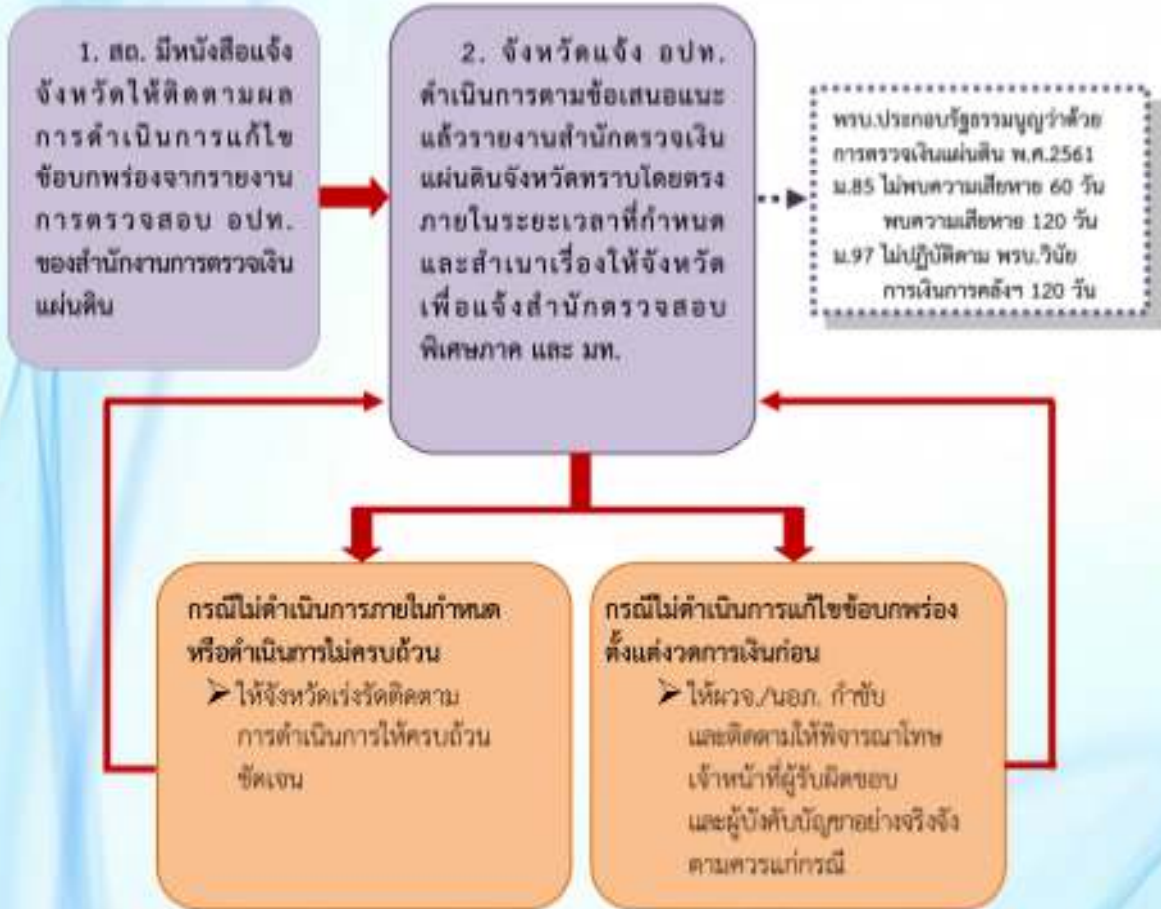 1. สถ. มีหนังสือแจ้ง
จังหวัดให้ติดตามผล
การดำเนินการแก้ไข
ข้อบกพร่องจากรายงาน
การตรวจสอบ อปท.
ของสำนักงานการตรวจเงิน
แผ่นดิน
2. จังหวัดแจ้ง อปท.
ดำเนินการตามข้อเสนอแนะ
แล้วรายงานสำนักตรวจเงิน
แผ่นดินจังหวัดทราบโดยตรง
ภายในระยะเวลาที่กำหนด
และสำเนาเรื่องให้จังหวัด
เพื่อแจ้งสำนักตรวจสอบ
พิเศษภาค และ มท.
พรบ.ประกอบรัฐธรรมนูญว่าด้วย
การตรวจเงินแผ่นดิน พ.ศ.2561
ม.85 ไม่พบความเสียหาย 60 วัน
พบความเสียหาย 120 วัน
ม.97 ไม่ปฏิบัติตาม พรบ.วินัย
การเงินการคลังฯ 120 วัน
กรณีไม่ดำเนินการภายในกำหนด
หรือดำเนินการไม่ครบถ้วน
➢ ให้จังหวัดเร่งรัดติดตาม
การดำเนินการให้ครบถ้วน
ชัดเจน
กรณีไม่ดำเนินการแก้ไขข้อบกพร่อง
ตั้งแต่งวดการเงินก่อน
➢ ให้ผวจ./นอภ. กำชับ
และติดตามให้พิจารณาโทษ
เจ้าหน้าที่ผู้รับผิดชอบ
และผู้บังคับบัญชาอย่างจริงจัง
ตามควรแก่กรณี